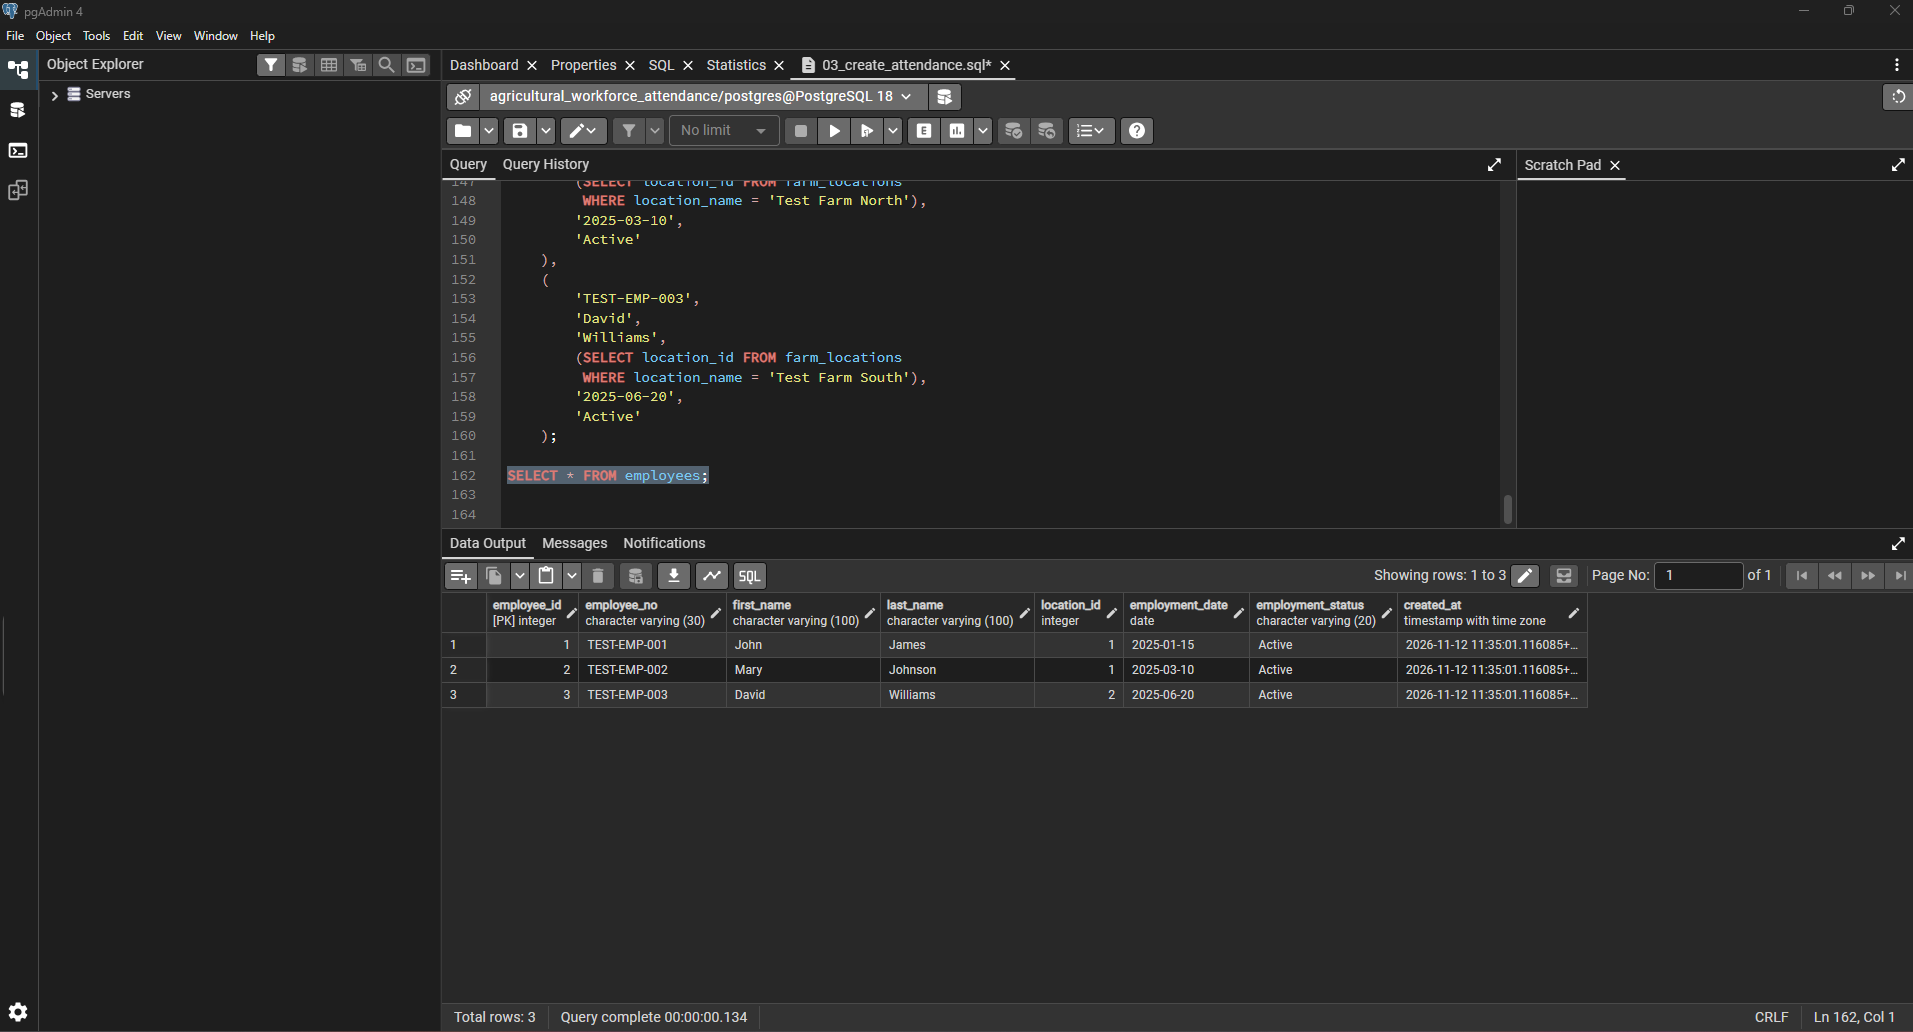 pgAdmin 4
File Object Tools Edit View Window Help
Object Explorer
Servers
Dashboard Properties SQL Statistics 03_create_attendance.sql*
agricultural_workforce_attendance/postgres@PostgreSQL 18
No limit
E
Query Query History
Scratch Pad
147 (SELECT location_id FROM farm_locations
148 WHERE location_name = 'Test Farm North'),
149 '2025-03-10',
150 'Active'
151 ),
152 (
153 'TEST-EMP-003',
154 'David',
155 'Williams',
156 (SELECT location_id FROM farm_locations
157 WHERE location_name = 'Test Farm South'),
158 '2025-06-20',
159 'Active'
160 );
161
162 SELECT * FROM employees;
163
164
Data Output Messages Notifications
SQL
Showing rows: 1 to 3
Page No: 1 of 1
employee_id employee_no first_name last_name location_id employment_date employment_status created_at
[PK] integer character varying (30) character varying (100) character varying (100) integer date character varying (20) timestamp with time zone
1 1 TEST-EMP-001 John James 1 2025-01-15 Active 2026-11-12 11:35:01.116085+...
2 2 TEST-EMP-002 Mary Johnson 1 2025-03-10 Active 2026-11-12 11:35:01.116085+...
3 3 TEST-EMP-003 David Williams 2 2025-06-20 Active 2026-11-12 11:35:01.116085+...
Total rows: 3 Query complete 00:00:00.134
CRLF Ln 162, Col 1